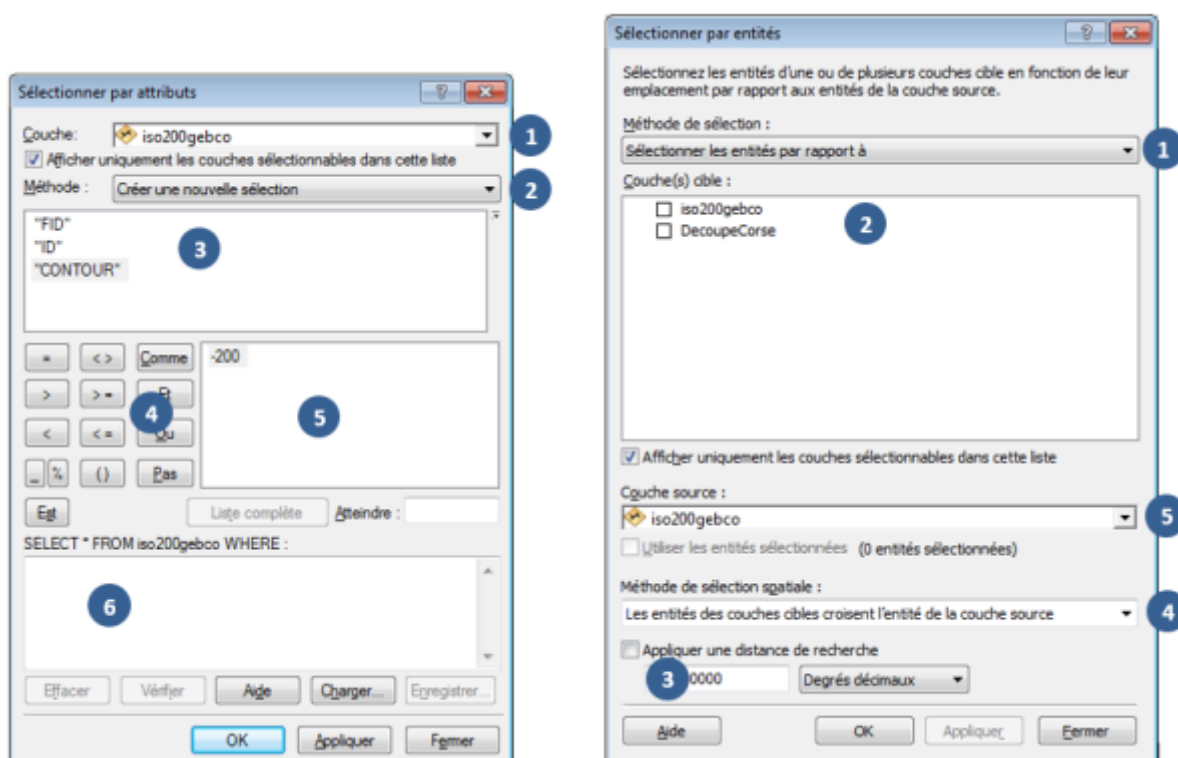 Sélectionner par attributs
Couche:
iso200gebco
1
Afficher uniquement les couches sélectionnables dans cette liste
Méthode :
Créer une nouvelle sélection
2
"FID"
"ID"
"CONTOUR"
3
=
< >
Comme
>
> =
Et
<
< =
Ou
_
%
()
Pas
4
-200
5
Est
Liste complète
Atteindre :
SELECT * FROM iso200gebco WHERE :
6
Effacer
Vérifier
Aide
Charger...
Enregistrer...
OK
Appliquer
Fermer
Sélectionner par entités
Sélectionnez les entités d'une ou de plusieurs couches cible en fonction de leur
emplacement par rapport aux entités de la couche source.
Méthode de sélection :
Sélectionner les entités par rapport à
1
Couche(s) cible :
iso200gebco
DecoupeCorse
2
Afficher uniquement les couches sélectionnables dans cette liste
Couche source :
iso200gebco
5
Utiliser les entités sélectionnées (0 entités sélectionnées)
Méthode de sélection spatiale :
Les entités des couches cibles croisent l'entité de la couche source
4
Appliquer une distance de recherche
3
0000
Degrés décimaux
Aide
OK
Appliquer
Fermer